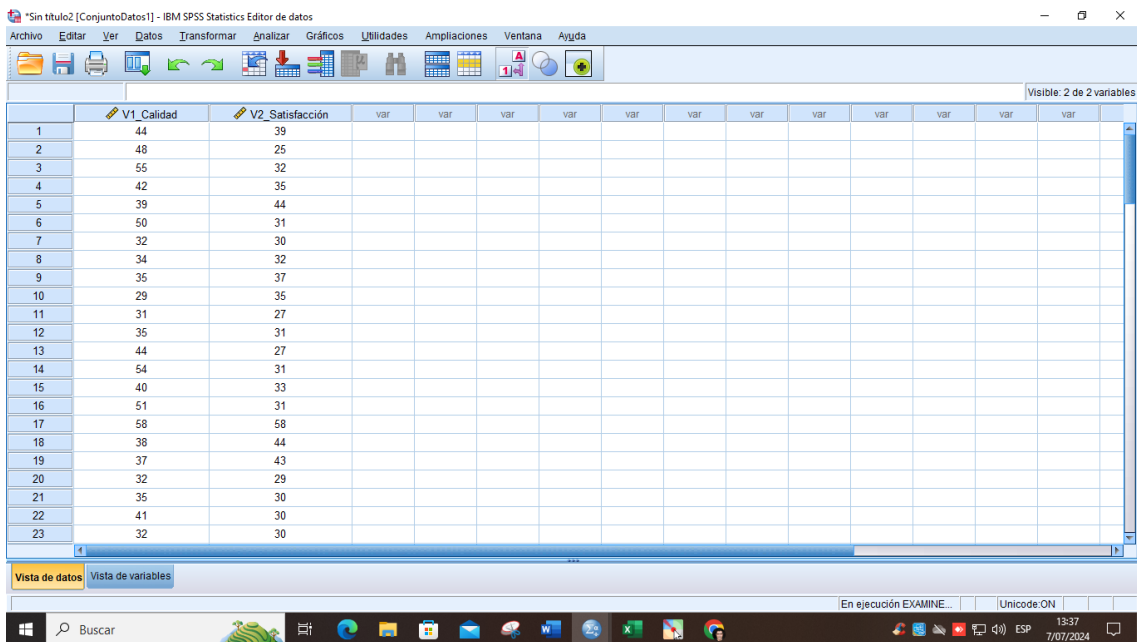 *Sin título2 [ConjuntoDatos1] - IBM SPSS Statistics Editor de datos
Archivo Editar Ver Datos Transformar Analizar Gráficos Utilidades Ampliaciones Ventana Ayuda
Visible: 2 de 2 variables
V1_Calidad V2_Satisfacción var var var var var var var var var var var var
1 44 39
2 48 25
3 55 32
4 42 35
5 39 44
6 50 31
7 32 30
8 34 32
9 35 37
10 29 35
11 31 27
12 35 31
13 44 27
14 54 31
15 40 33
16 51 31
17 58 58
18 38 44
19 37 43
20 32 29
21 35 30
22 41 30
23 32 30
Vista de datos Vista de variables
En ejecución EXAMINE... Unicode:ON
Buscar ESP 13:37
7/07/2024